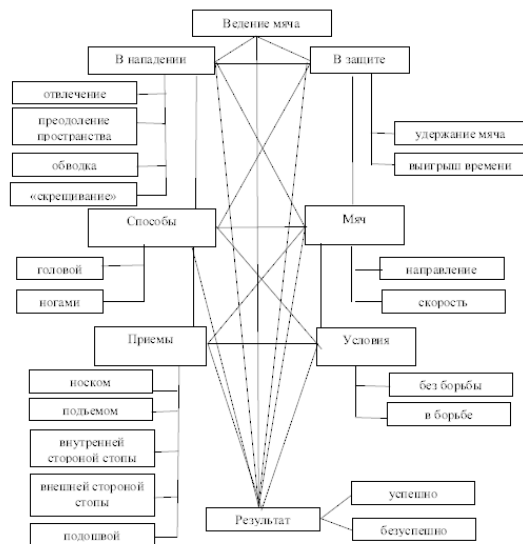 Ведение мяча
В нападении
В защите
отвлечение
преодоление
пространства
обводка
«скрещивание»
удержание мяча
выигрыш времени
Способы
Мяч
головой
ногами
направление
скорость
Приемы
Условия
носком
подъемом
внутренней
стороной стопы
внешней стороной
стопы
подошвой
без борьбы
в борьбе
Результат
успешно
безуспешно